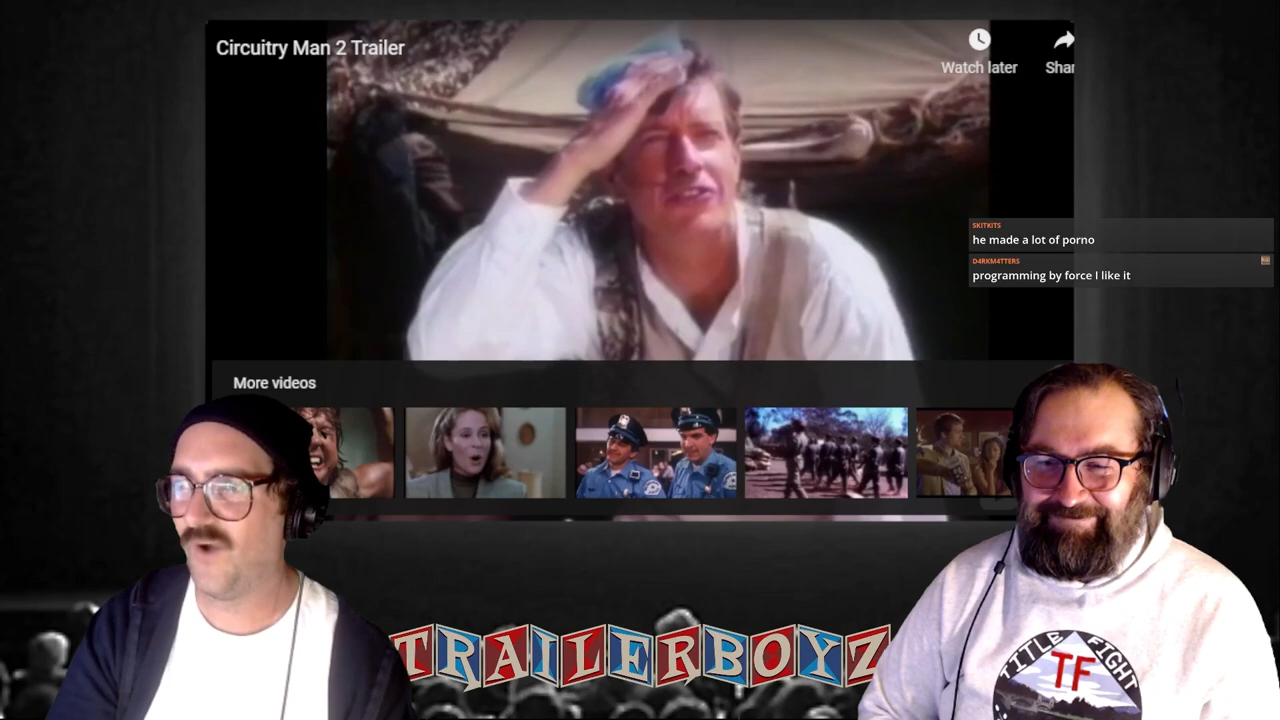 Circuitry Man 2 Trailer
Watch later
Shar
SKITKITS
he made a lot of porno
D4RKM4TTERS
programming by force I like it
More videos
TRAILERBOYZ
TITLE FIGHT
TF